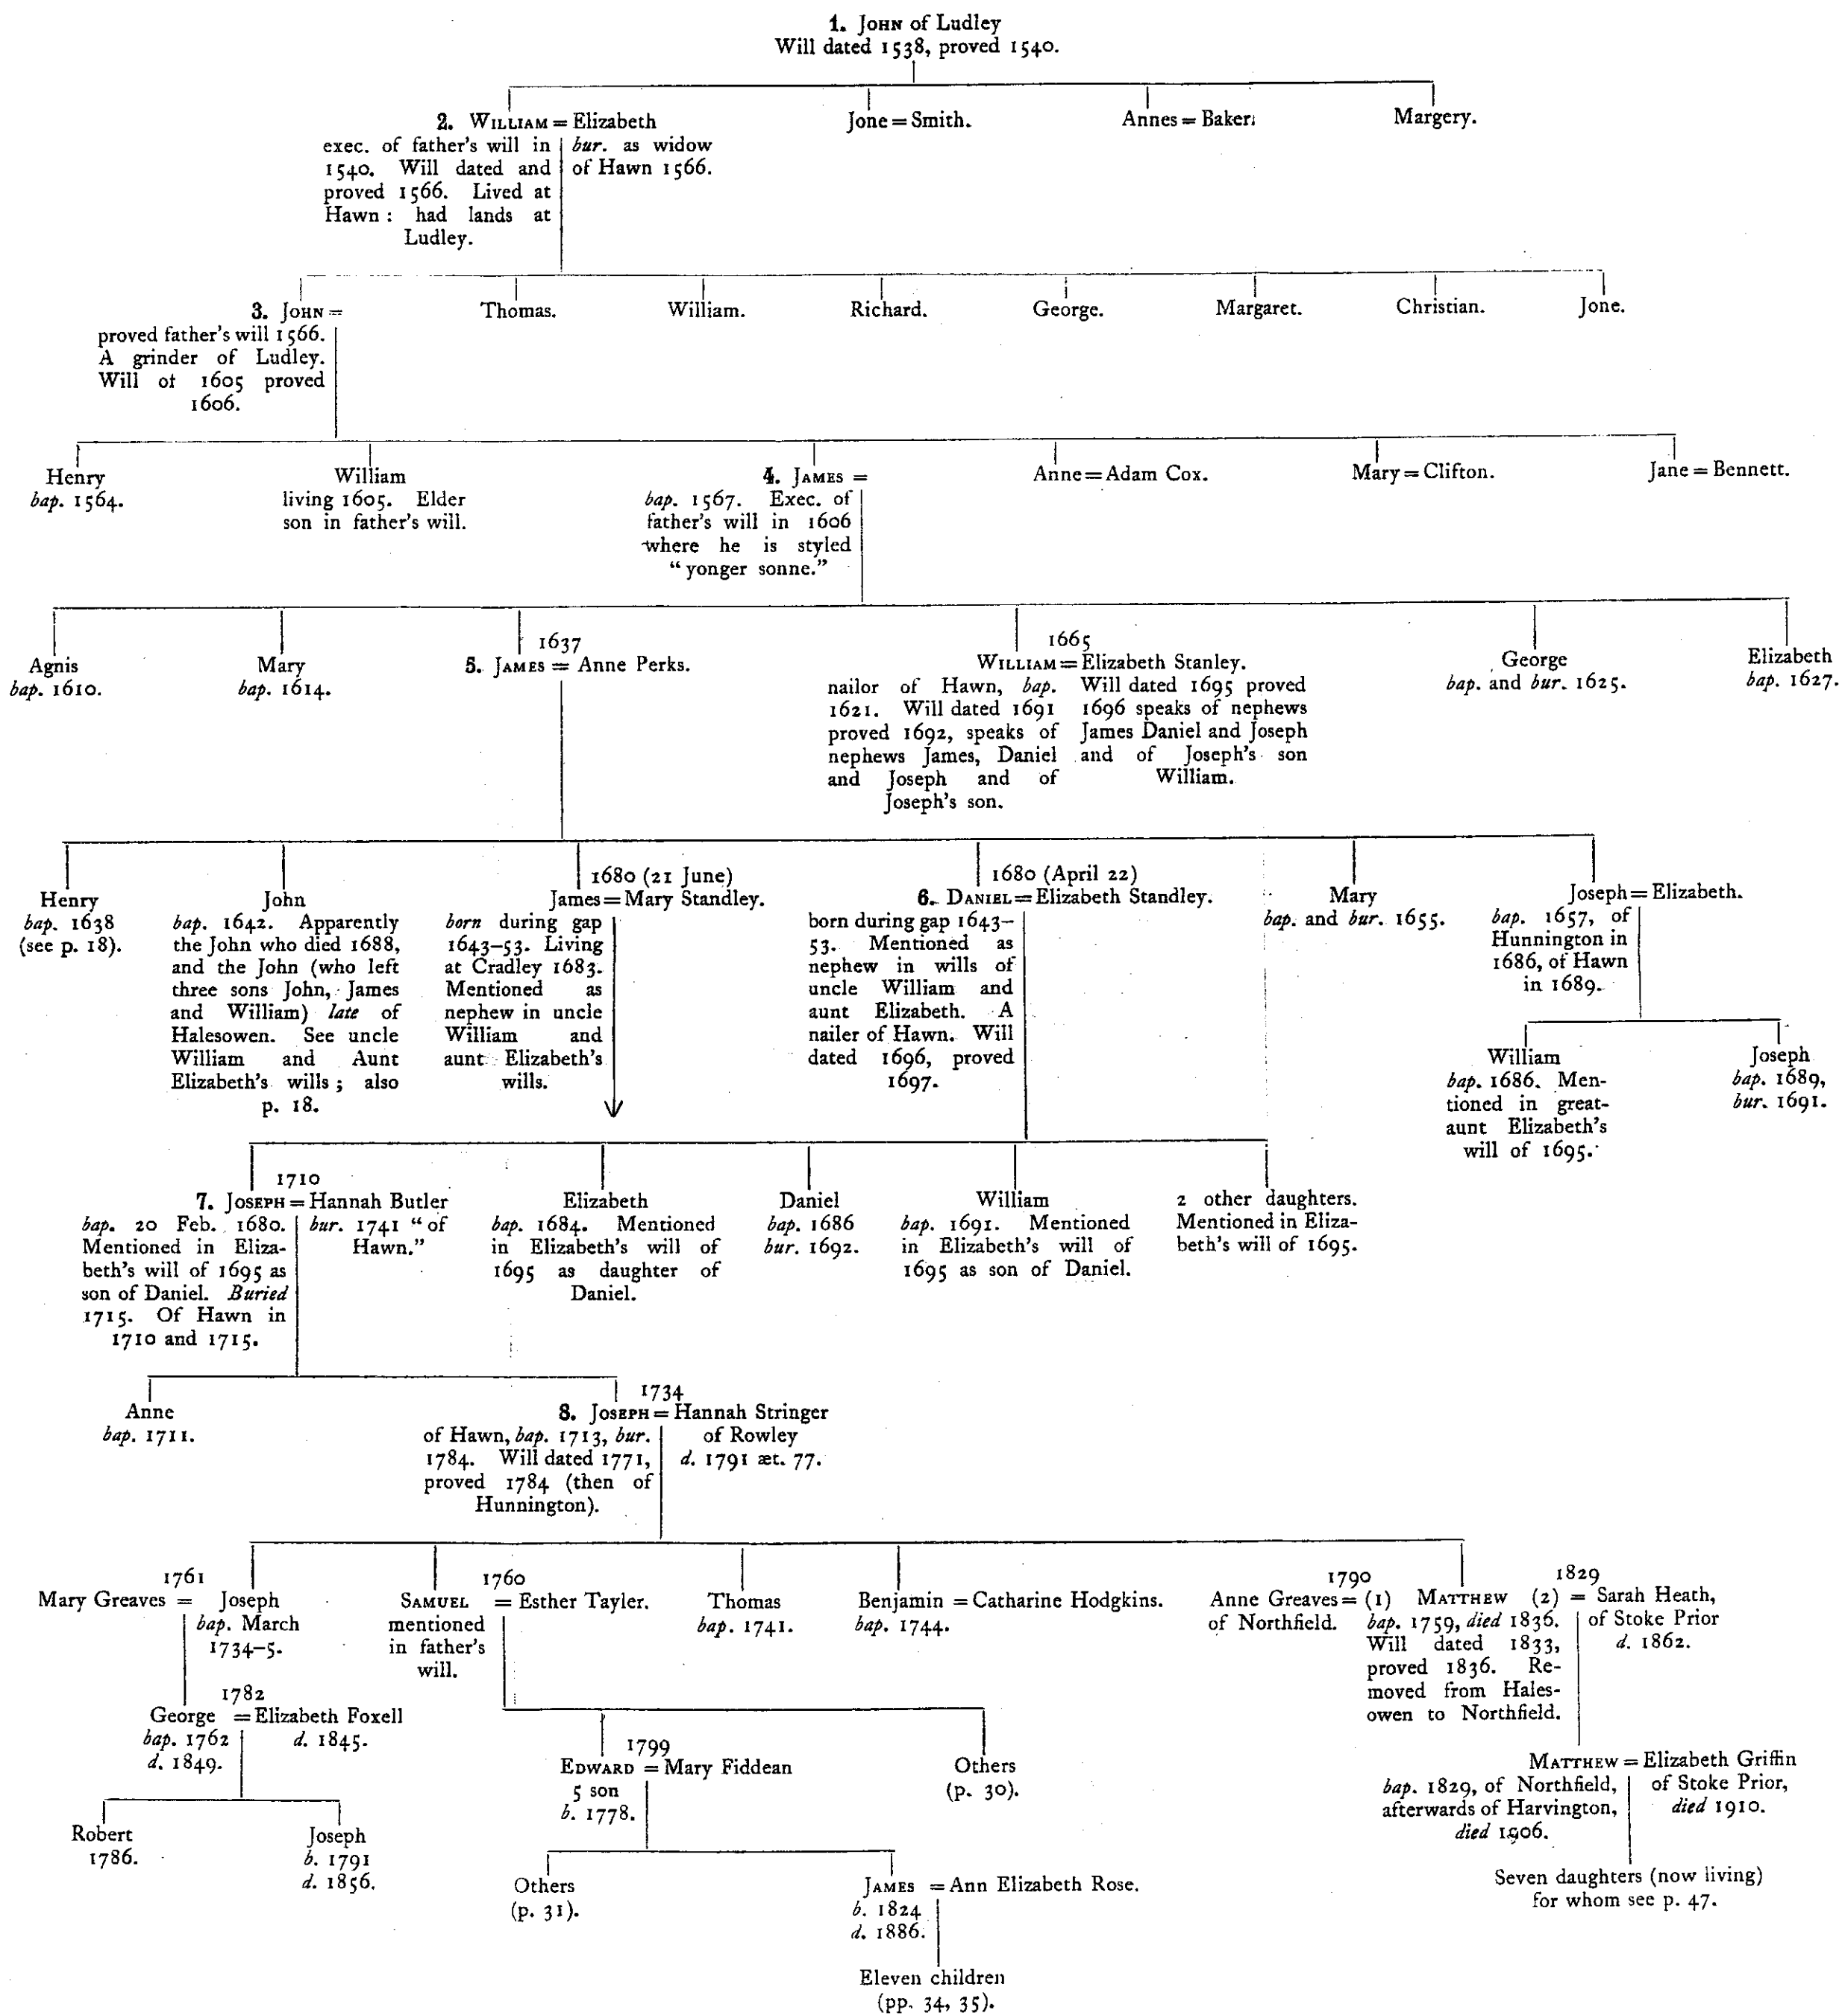 1. JOHN of Ludley
Will dated 1538, proved 1540.
2. WILLIAM = Elizabeth
exec. of father's will in
1540. Will dated and
proved 1566. Lived at
Hawn : had lands at
Ludley.
bur. as widow
of Hawn 1566.
Jone = Smith.
Annes = Baker.
Margery.
3. JOHN =
proved father's will 1566.
A grinder of Ludley.
Will of 1605 proved
1606.
Thomas.
William.
Richard.
George.
Margaret.
Christian.
Jone.
Henry
bap. 1564.
William
living 1605. Elder
son in father's will.
4. JAMES =
bap. 1567. Exec. of
father's will in 1606
where he is styled
“ yonger sonne.”
Anne = Adam Cox.
Mary = Clifton.
Jane = Bennett.
Agnis
bap. 1610.
Mary
bap. 1614.
1637
5. JAMES = Anne Perks.
1665
WILLIAM = Elizabeth Stanley.
nailor of Hawn, bap.
1621. Will dated 1691
proved 1692, speaks of
nephews James, Daniel
and Joseph and of
Joseph's son.
Will dated 1695 proved
1696 speaks of nephews
James Daniel and Joseph
and of Joseph's son
William.
George
bap. and bur. 1625.
Elizabeth
bap. 1627.
Henry
bap. 1638
(see p. 18).
John
bap. 1642. Apparently
the John who died 1688,
and the John (who left
three sons John, James
and William) late of
Halesowen. See uncle
William and Aunt
Elizabeth's wills ; also
p. 18.
1680 (21 June)
James = Mary Standley.
born during gap
1643–53. Living
at Cradley 1683.
Mentioned as
nephew in uncle
William and
aunt Elizabeth's
wills.
1680 (April 22)
6. DANIEL = Elizabeth Standley.
born during gap 1643–
53. Mentioned as
nephew in wills of
uncle William and
aunt Elizabeth. A
nailer of Hawn. Will
dated 1696, proved
1697.
Mary
bap. and bur. 1655.
Joseph = Elizabeth.
bap. 1657, of
Hunnington in
1686, of Hawn
in 1689.
William
bap. 1686. Men-
tioned in great-
aunt Elizabeth's
will of 1695.
Joseph
bap. 1689,
bur. 1691.
1710
7. JOSEPH = Hannah Butler
bap. 20 Feb. 1680.
Mentioned in Eliza-
beth's will of 1695 as
son of Daniel. Buried
1715. Of Hawn in
1710 and 1715.
bur. 1741 “ of
Hawn.”
Elizabeth
bap. 1684. Mentioned
in Elizabeth's will of
1695 as daughter of
Daniel.
Daniel
bap. 1686
bur. 1692.
William
bap. 1691. Mentioned
in Elizabeth's will of
1695 as son of Daniel.
2 other daughters.
Mentioned in Eliza-
beth's will of 1695.
Anne
bap. 1711.
1734
8. JOSEPH = Hannah Stringer
of Hawn, bap. 1713, bur.
1784. Will dated 1771,
proved 1784 (then of
Hunnington).
of Rowley
d. 1791 æt. 77.
1761
Mary Greaves = Joseph
bap. March
1734–5.
1760
SAMUEL = Esther Tayler.
mentioned
in father's
will.
Thomas
bap. 1741.
Benjamin = Catharine Hodgkins.
bap. 1744.
1790
1829
Anne Greaves = (1) MATTHEW (2) = Sarah Heath,
of Northfield.
bap. 1759, died 1836.
Will dated 1833,
proved 1836. Re-
moved from Hales-
owen to Northfield.
of Stoke Prior
d. 1862.
1782
George = Elizabeth Foxell
bap. 1762
d. 1849.
d. 1845.
1799
EDWARD = Mary Fiddean
5 son
b. 1778.
Others
(p. 30).
MATTHEW = Elizabeth Griffin
bap. 1829, of Northfield,
afterwards of Harvington,
died 1906.
of Stoke Prior,
died 1910.
Robert
1786.
Joseph
b. 1791
d. 1856.
Others
(p. 31).
JAMES = Ann Elizabeth Rose.
b. 1824
d. 1886.
Seven daughters (now living)
for whom see p. 47.
Eleven children
(pp. 34, 35).